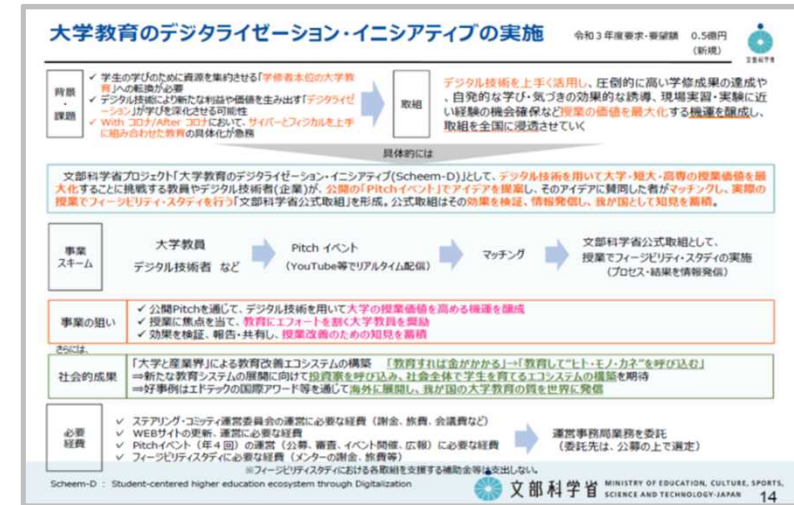 大学教育のデジタライゼーション・イニシアティブの実施
令和3年度要求・要望額 0.5億円
(新規)
文部科学省
背景
・
課題
✓ 学生の学びのために資源を集約させる「学修者本位の大学教
育」への転換が必要
✓ デジタル技術により新たな利益や価値を生み出す「デジタライゼ
ーション」が学びを深化させる可能性
✓ With コロナ/After コロナにおいて、サイバーとフィジカルを上手
に組み合わせた教育の具体化が急務
取組
デジタル技術を上手く活用し、圧倒的に高い学修成果の達成や
、自発的な学び・気づきの効果的な誘導、現場実習・実験に近
い経験の機会確保など授業の価値を最大化する機運を醸成し、
取組を全国に浸透させていく
具体的には
文部科学省プロジェクト「大学教育のデジタライゼーション・イニシアティブ(Scheem-D)」として、デジタル技術を用いて大学・短大・高専の授業価値を最
大化することに挑戦する教員やデジタル技術者(企業)が、公開の「Pitchイベント」でアイデアを提案し、そのアイデアに賛同した者がマッチングし、実際の
授業でフィージビリティ・スタディを行う「文部科学省公式取組」を形成。公式取組はその効果を検証、情報発信し、我が国として知見を蓄積。
事業
スキーム
大学教員
デジタル技術者 など
Pitch イベント
(YouTube等でリアルタイム配信)
マッチング
文部科学省公式取組として、
授業でフィージビリティ・スタディの実施
(プロセス・結果を情報発信)
事業の狙い
✓ 公開Pitchを通じて、デジタル技術を用いて大学の授業価値を高める機運を醸成
✓ 授業に焦点を当て、教育にエフォートを割く大学教員を奨励
✓ 効果を検証、報告・共有し、授業改善のための知見を蓄積
さらには、
社会的成果
「大学と産業界」による教育改善エコシステムの構築 「教育すれば金がかかる」→「教育して"ヒト・モノ・カネ"を呼び込む」
⇒新たな教育システムの展開に向けて投資家を呼び込み、社会全体で学生を育てるエコシステムの構築を期待
⇒好事例はエドテックの国際アワード等を通じて海外に展開し、我が国の大学教育の質を世界に発信
必要
経費
✓ ステアリング・コミッティ運営委員会の運営に必要な経費(謝金、旅費、会議費など)
✓ WEBサイトの更新、運営に必要な経費
✓ Pitchイベント(年4回)の運営(公募、審査、イベント開催、広報)に必要な経費
✓ フィージビリティスタディに必要な経費(メンターの謝金、旅費等)
運営事務局業務を委託
(委託先は、公募の上で選定)
※フィージビリティスタディにおける各取組を支援する補助金等は支出しない。
Scheem-D : Student-centered higher education ecosystem through Digitalization
文部科学省 MINISTRY OF EDUCATION, CULTURE, SPORTS,
SCIENCE AND TECHNOLOGY-JAPAN
14